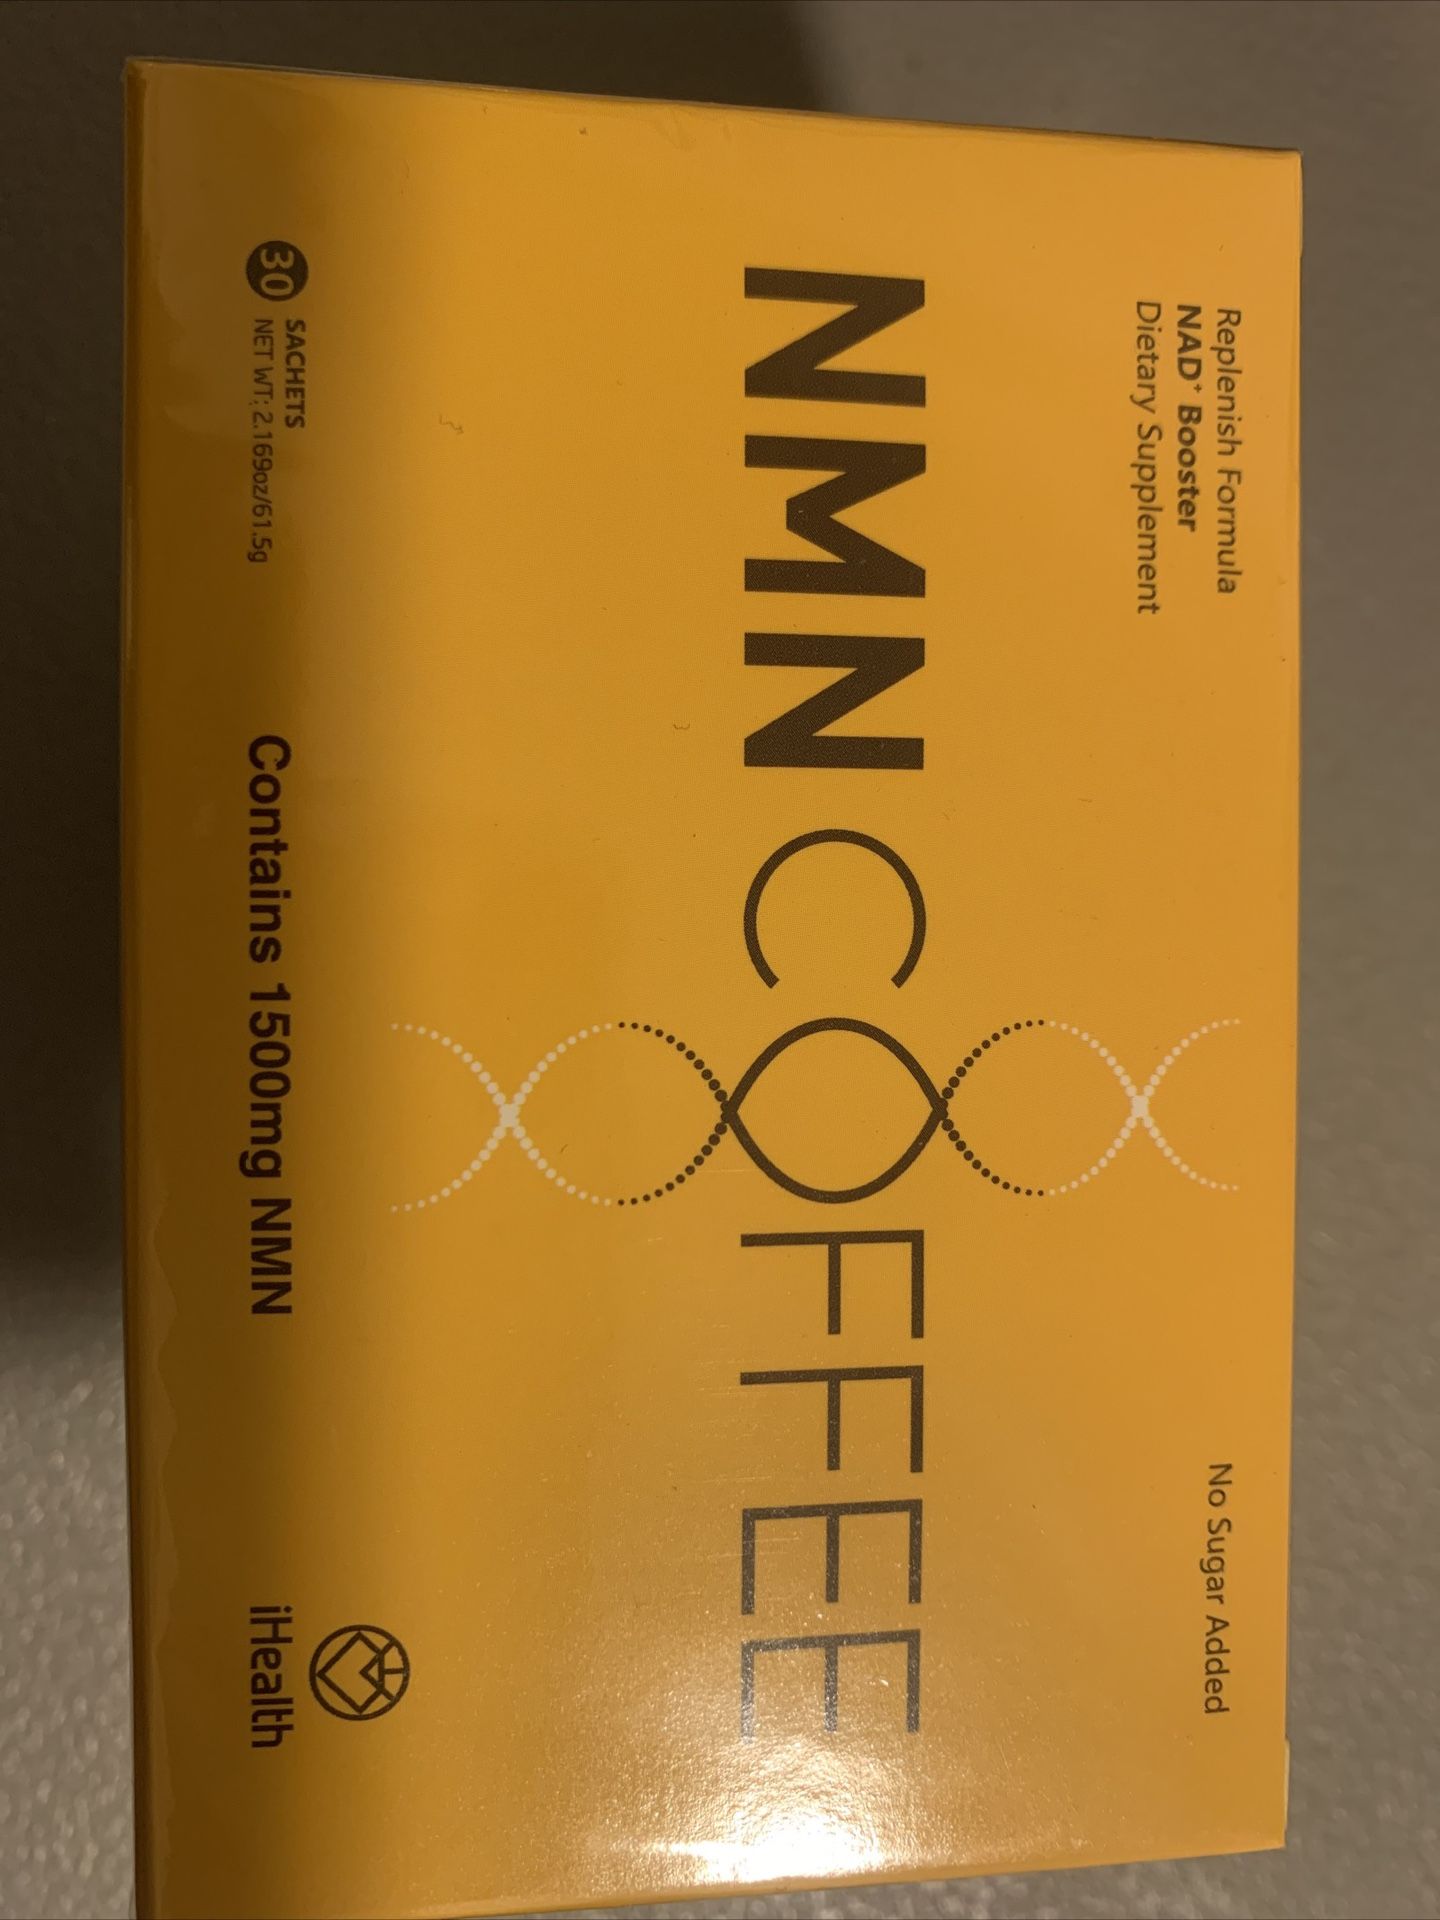 Replenish Formula
NAD+ Booster
Dietary Supplement
No Sugar Added
NMN COFFEE
30 SACHETS
NET WT: 2.169oz/61.5g
Contains 1500mg NMN
iHealth